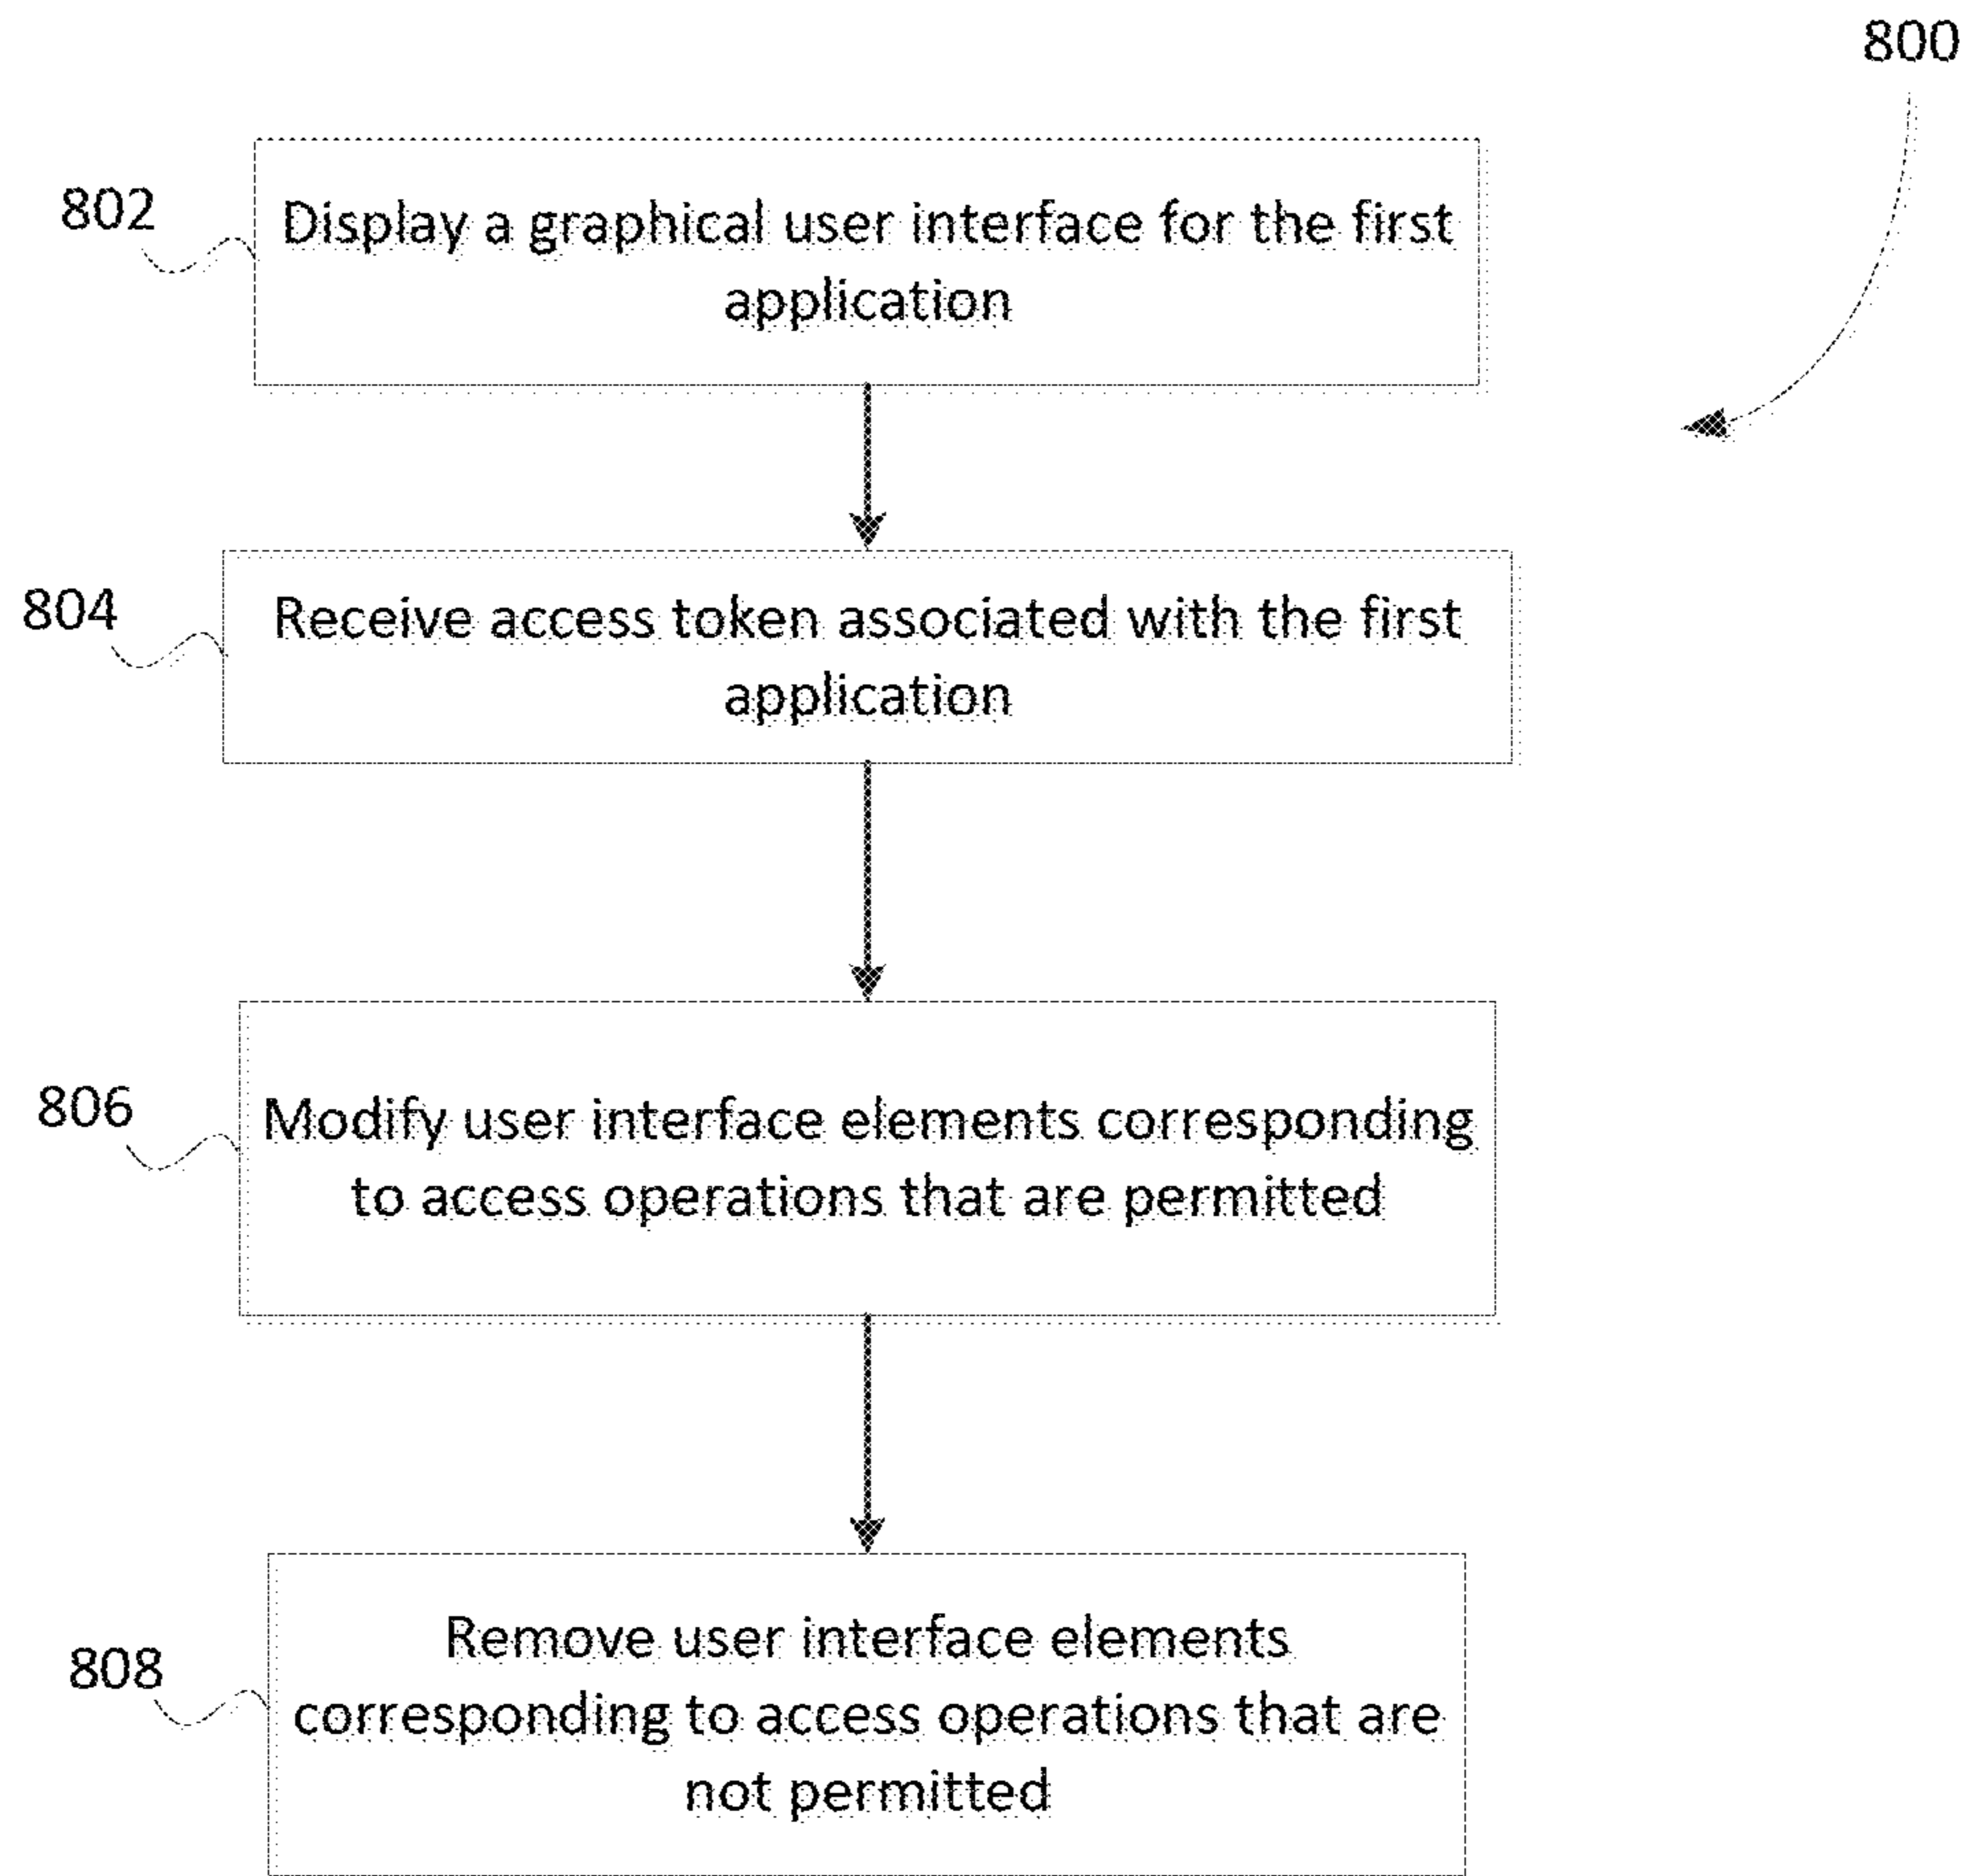 800
802
Display a graphical user interface for the first
application
804
Receive access token associated with the first
application
806
Modify user interface elements corresponding
to access operations that are permitted
808
Remove user interface elements
corresponding to access operations that are
not permitted